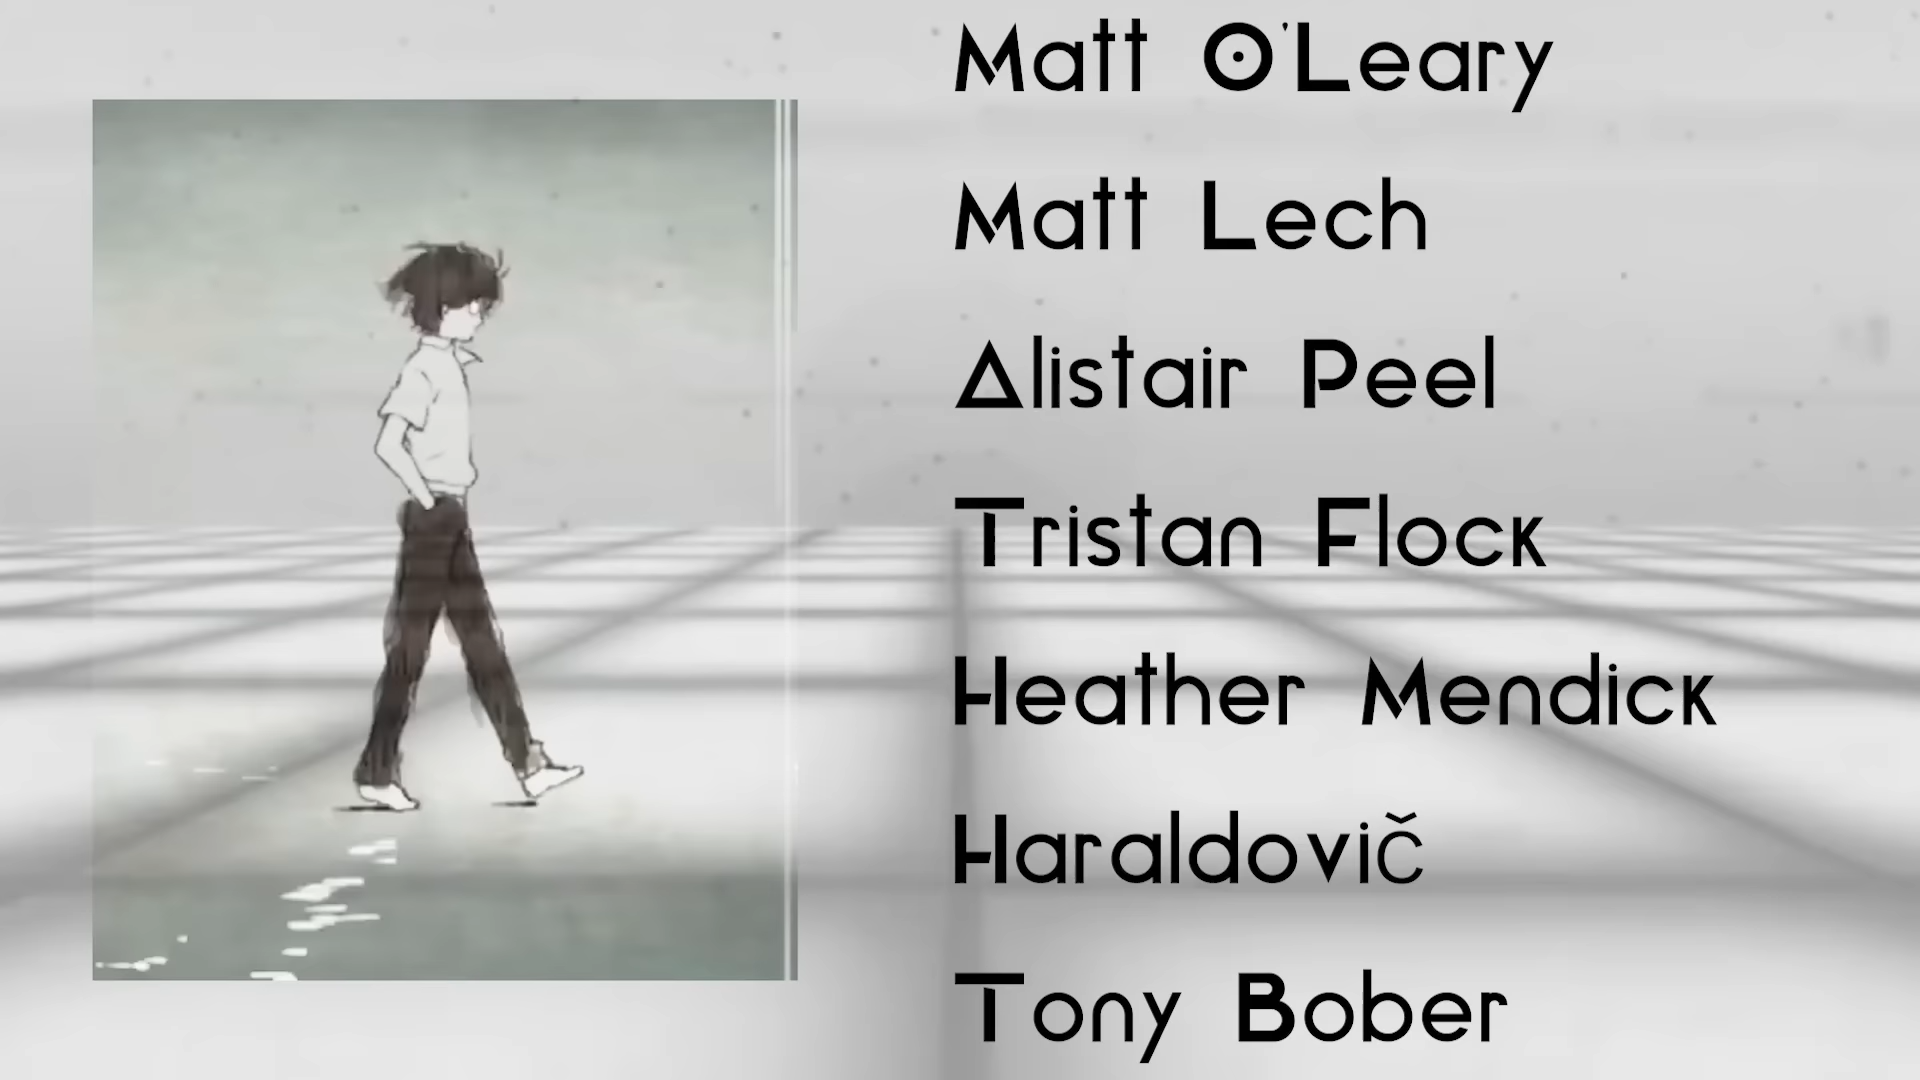 Matt O'Leary
Matt Lech
Alistair Peel
Tristan Flock
Heather Mendick
Haraldovič
Tony Bober